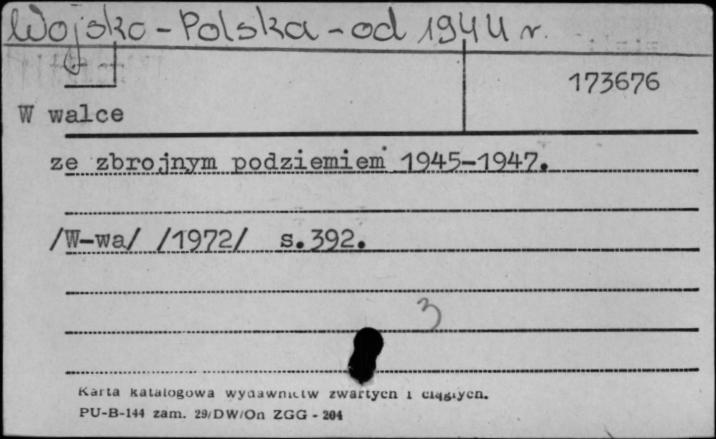 Wojsko - Polska - od 1944 r.
173676
W walce
ze zbrojnym podziemiem 1945-1947.
/W-wa/ /1972/ s.392.
3
Karta katalogowa wydawnictw zwartych i ciągłych.
PU-B-144 zam. 29/DW/On ZGG - 204